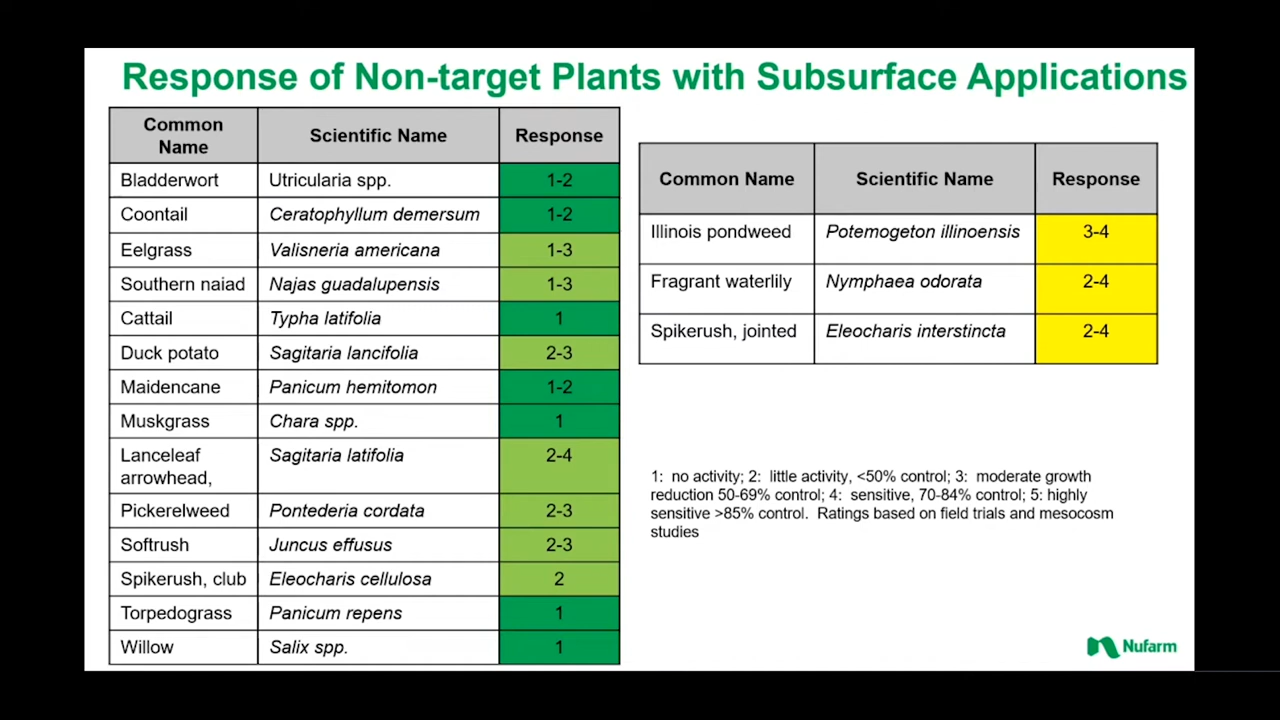 Response of Non-target Plants with Subsurface Applications
Common Name Scientific Name Response
Bladderwort Utricularia spp. 1-2
Coontail Ceratophyllum demersum 1-2
Eelgrass Valisneria americana 1-3
Southern naiad Najas guadalupensis 1-3
Cattail Typha latifolia 1
Duck potato Sagitaria lancifolia 2-3
Maidencane Panicum hemitomon 1-2
Muskgrass Chara spp. 1
Lanceleaf arrowhead, Sagitaria latifolia 2-4
Pickerelweed Pontederia cordata 2-3
Softrush Juncus effusus 2-3
Spikerush, club Eleocharis cellulosa 2
Torpedograss Panicum repens 1
Willow Salix spp. 1
Common Name Scientific Name Response
Illinois pondweed Potemogeton illinoensis 3-4
Fragrant waterlily Nymphaea odorata 2-4
Spikerush, jointed Eleocharis interstincta 2-4
1: no activity; 2: little activity, <50% control; 3: moderate growth
reduction 50-69% control; 4: sensitive, 70-84% control; 5: highly
sensitive >85% control. Ratings based on field trials and mesocosm
studies
Nufarm